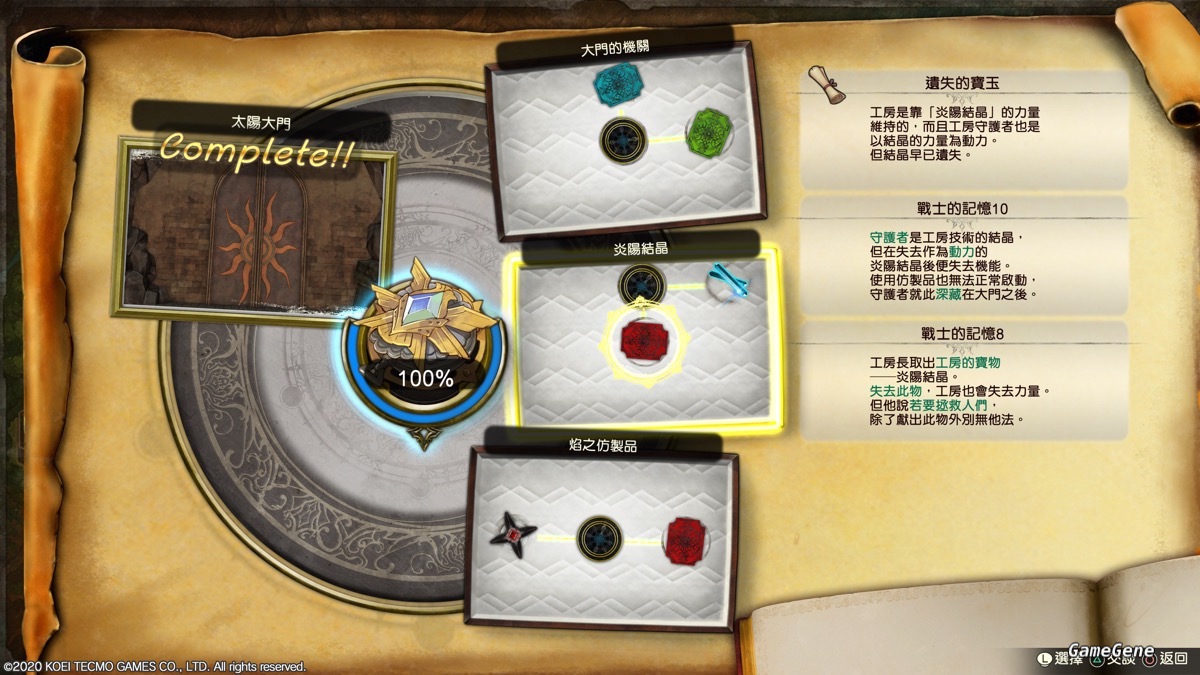 太陽大門
Complete!!
100%
大門的機關
炎陽結晶
焰之仿製品
遺失的寶玉
工房是靠「炎陽結晶」的力量
維持的，而且工房守護者也是
以結晶的力量為動力。
但結晶早已遺失。
戰士的記憶10
守護者是工房技術的結晶，
但在失去作為動力的
炎陽結晶後便失去機能。
使用仿製品也無法正常啟動，
守護者就此深藏在大門之後。
戰士的記憶8
工房長取出工房的寶物
——炎陽結晶。
失去此物，工房也會失去力量。
但他說若要拯救人們，
除了獻出此物外別無他法。
©2020 KOEI TECMO GAMES CO., LTD. All rights reserved.
GameGene
L 選擇 交談 返回